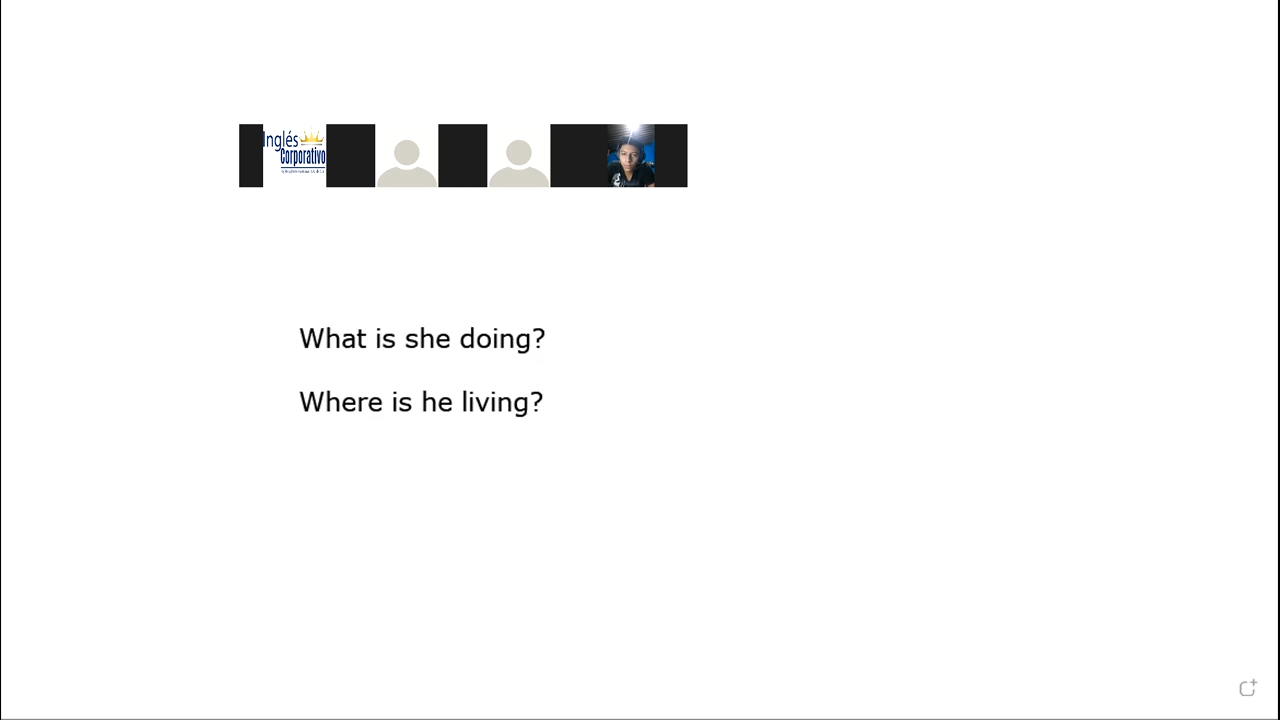 Inglés
Corporativo
What is she doing?
Where is he living?